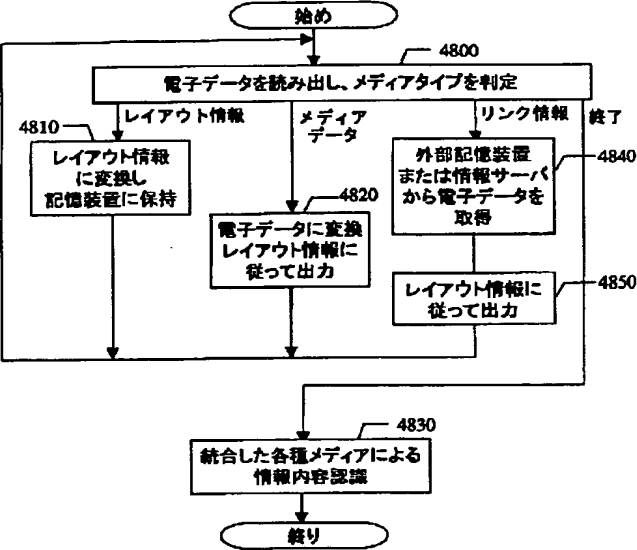 始め
4800
電子データを読み出し、メディアタイプを判定
レイアウト情報
メディア
データ
リンク情報
終了
4810
レイアウト情報
に変換し
記憶装置に保持
4820
電子データに変換
レイアウト情報に
従って出力
外部記憶装置
または情報サーバ
から電子データを
取得
4840
レイアウト情報に
従って出力
4850
4830
統合した各種メディアによる
情報内容認識
終り